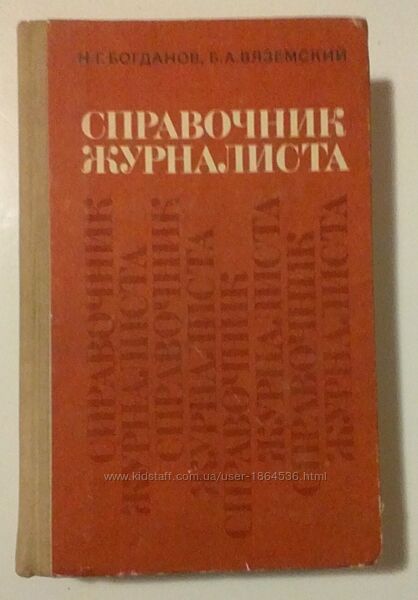 Н.Г. БОГДАНОВ, Б.А. ВЯЗЕМСКИЙ
СПРАВОЧНИК
ЖУРНАЛИСТА
СПРАВОЧНИК
ЖУРНАЛИСТА
СПРАВОЧНИК
ЖУРНАЛИСТА
СПРАВОЧНИК
ЖУРНАЛИСТА
СПРАВОЧНИК
ЖУРНАЛИСТА
www.kidstaff.com.ua/user-1864536.html